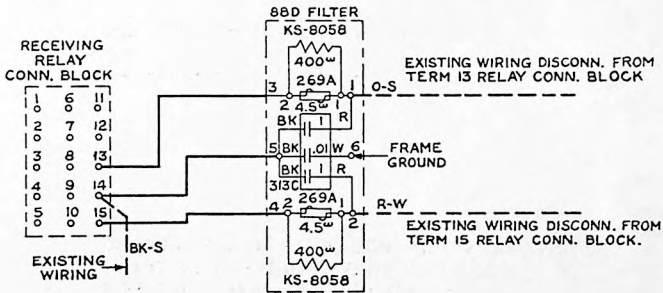 88D FILTER
KS-8058
400ω
RECEIVING
RELAY
CONN. BLOCK
EXISTING WIRING DISCONN. FROM
TERM 13 RELAY CONN. BLOCK
269A
3 2 4.5ω 1 1 O-S
1 6 11
2 7 12
3 8 13
4 9 14
5 10 15
BK 1 R
5 BK .01 W 6
FRAME
GROUND
BK 1 R
313C
269A
4 2 4.5ω 1 2 R-W
EXISTING WIRING DISCONN. FROM
TERM 15 RELAY CONN. BLOCK.
400ω
KS-8058
BK-S
EXISTING
WIRING